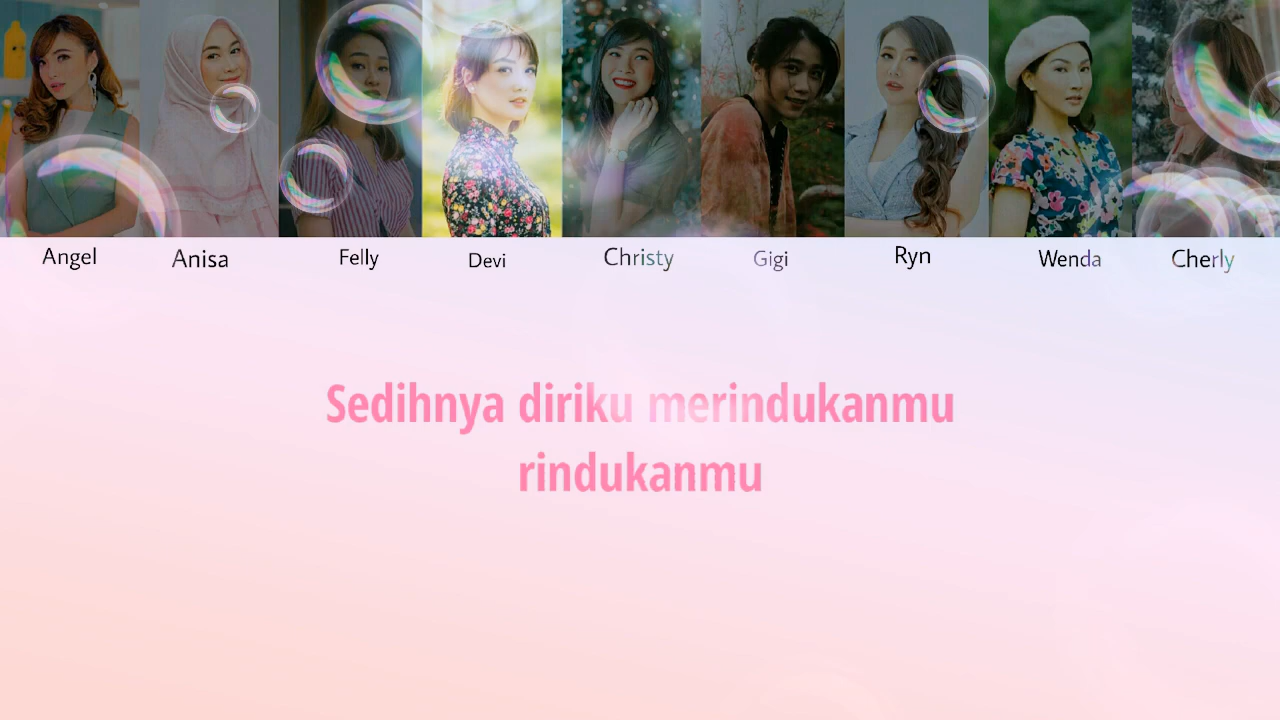 Angel Anisa Felly Devi Christy Gigi Ryn Wenda Cherly
Sedihnya diriku merindukanmu
rindukanmu